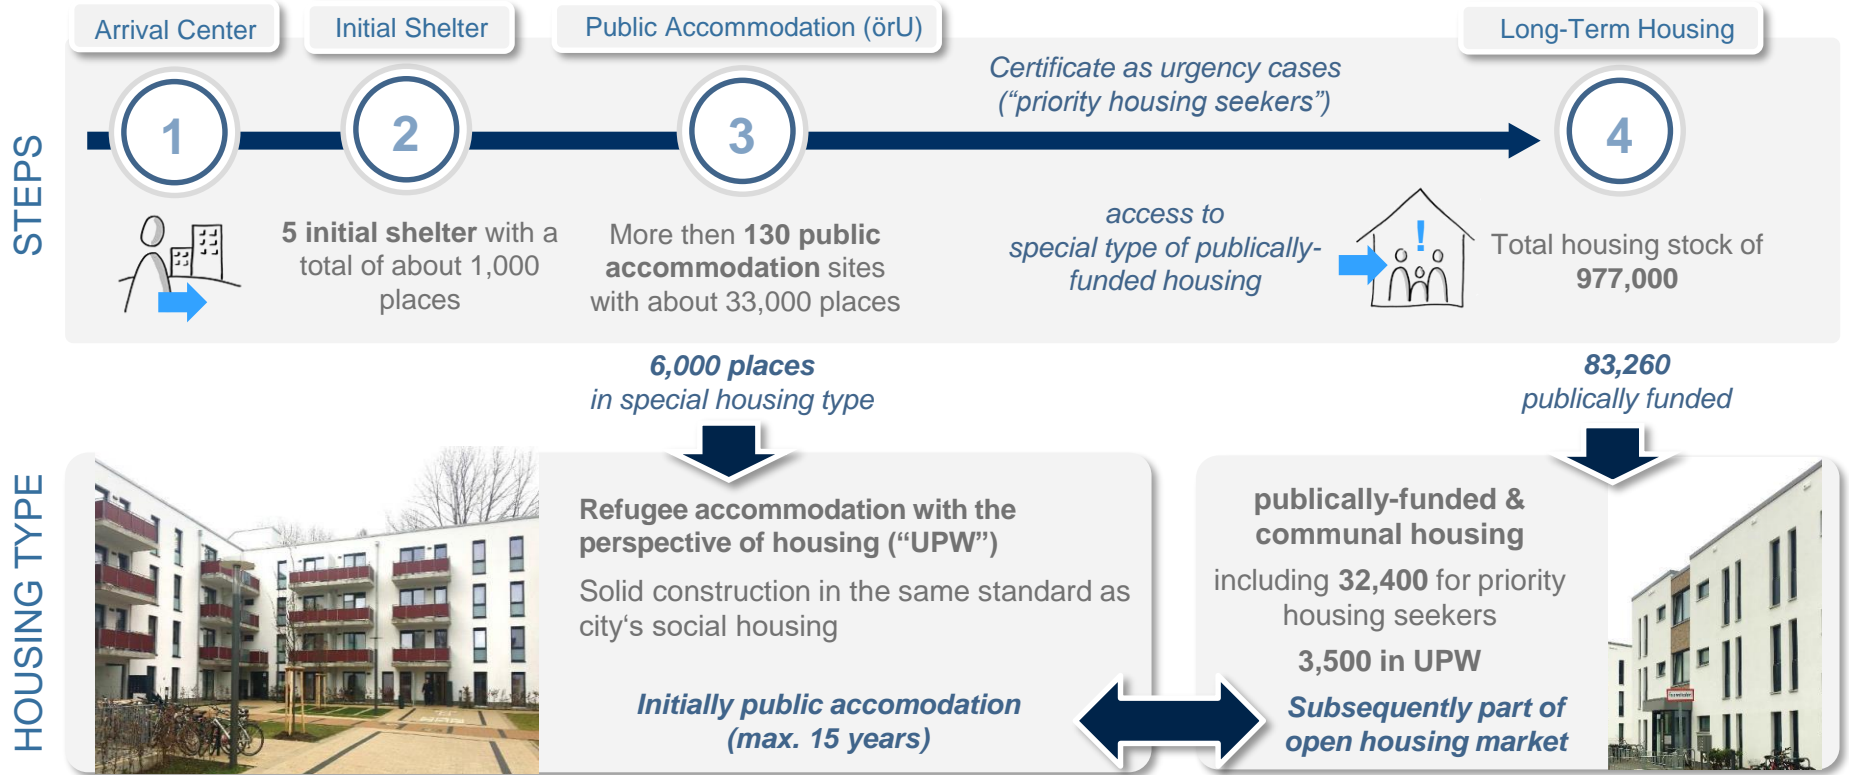 Arrival Center
Initial Shelter
Public Accommodation (örU)
Long-Term Housing
STEPS
1
2
3
4
Certificate as urgency cases
(“priority housing seekers”)
5 initial shelter with a
total of about 1,000
places
More then 130 public
accommodation sites
with about 33,000 places
access to
special type of publically-
funded housing
!
Total housing stock of
977,000
6,000 places
in special housing type
83,260
publically funded
HOUSING TYPE
Refugee accommodation with the
perspective of housing (“UPW”)
Solid construction in the same standard as
city‘s social housing
Initially public accomodation
(max. 15 years)
publically-funded &
communal housing
including 32,400 for priority
housing seekers
3,500 in UPW
Subsequently part of
open housing market